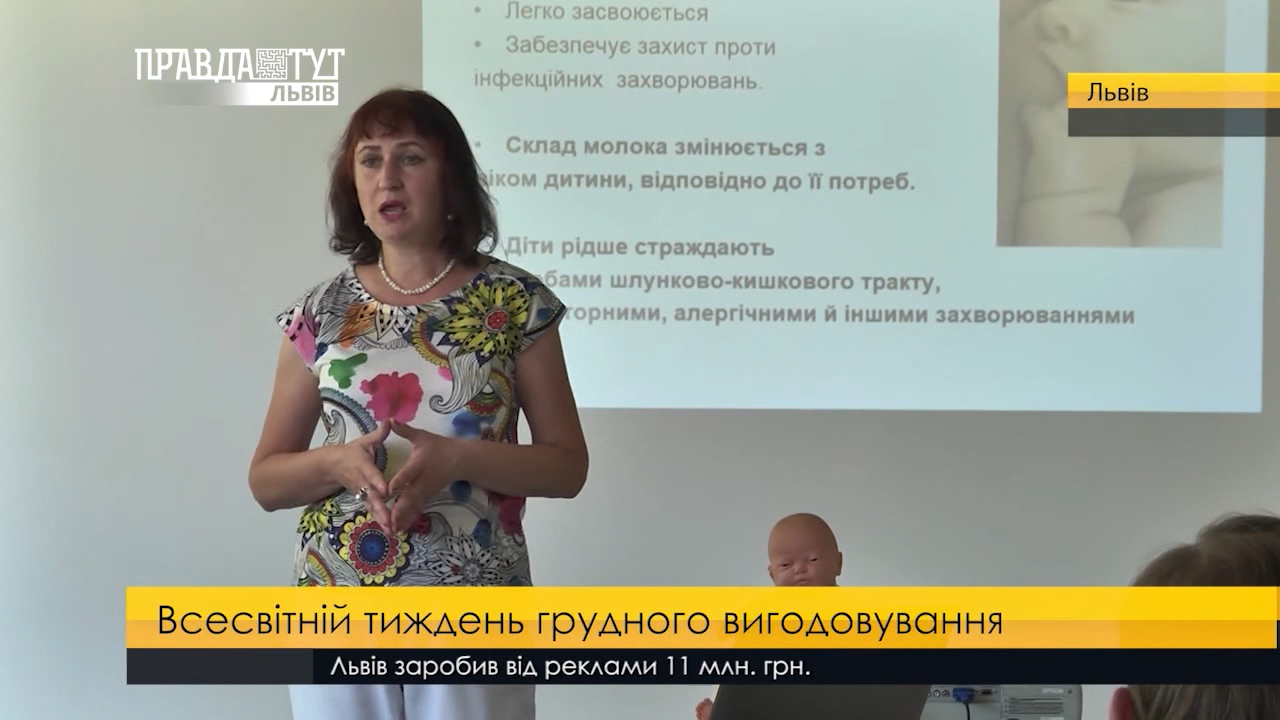 ПРАВДА ТУТ
ЛЬВІВ
• Легко засвоюється
• Забезпечує захист проти
інфекційних захворювань.
Львів
• Склад молока змінюється з
дитини, відповідно до її потреб.
Діти рідше страждають
шлунково-кишкового тракту,
алергічними й іншими захворюваннями
Всесвітній тиждень грудного вигодовування
Львів заробив від реклами 11 млн. грн.
EPSON